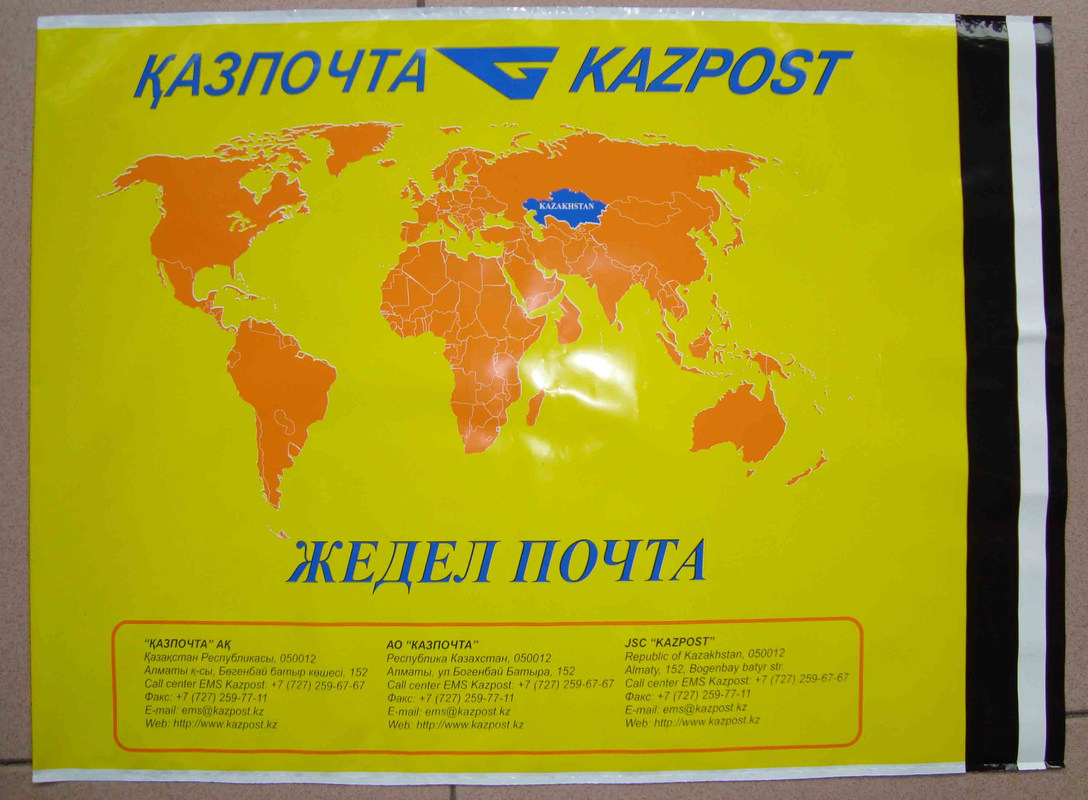 ҚАЗПОЧТА KAZPOST
KAZAKHSTAN
ЖЕДЕЛ ПОЧТА
"ҚАЗПОЧТА" АҚ
Қазақстан Республикасы, 050012
Алматы қ-сы, Бөгенбай батыр көшесі, 152
Call center EMS Kazpost: +7 (727) 259-67-67
Факс: +7 (727) 259-77-11
E-mail: ems@kazpost.kz
Web: http://www.kazpost.kz
АО "КАЗПОЧТА"
Республика Казахстан, 050012
Алматы, ул.Богенбай Батыра, 152
Call center EMS Kazpost: +7 (727) 259-67-67
Факс: +7 (727) 259-77-11
E-mail: ems@kazpost.kz
Web: http://www.kazpost.kz
JSC "KAZPOST"
Republic of Kazakhstan, 050012
Almaty, 152, Bogenbay batyr str.
Call center EMS Kazpost: +7 (727) 259-67-67
Факс: +7 (727) 259-77-11
E-mail: ems@kazpost.kz
Web: http://www.kazpost.kz